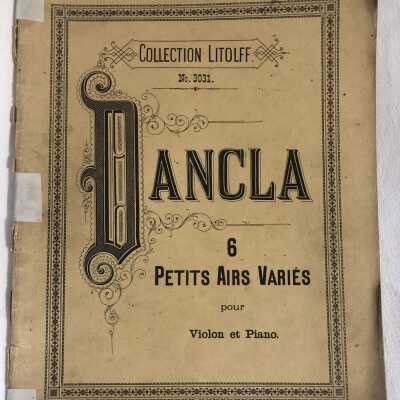 COLLECTION LITOLFF.
No. 3031.
DANCLA
6
PETITS AIRS VARIÉS
pour
Violon et Piano.